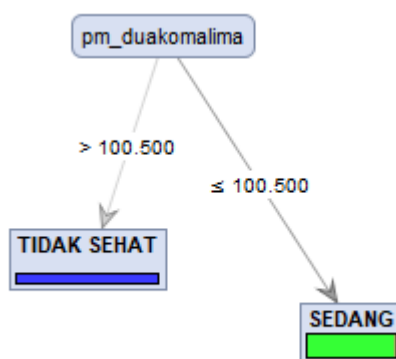 pm_duakomalima
> 100.500
≤ 100.500
TIDAK SEHAT
SEDANG